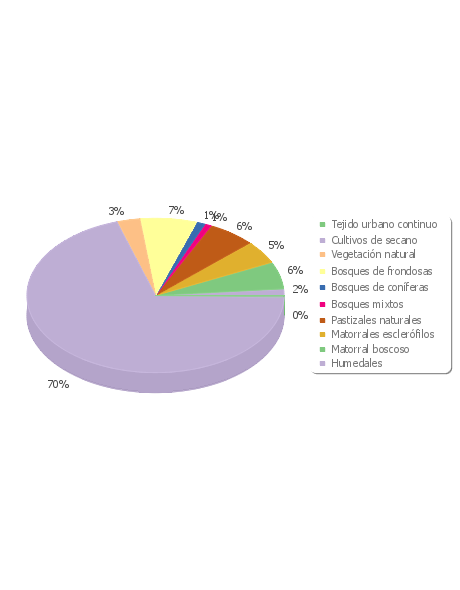 3%
7%
1%
1%
6%
5%
6%
2%
0%
70%
Tejido urbano continuo
Cultivos de secano
Vegetación natural
Bosques de frondosas
Bosques de coníferas
Bosques mixtos
Pastizales naturales
Matorrales esclerófilos
Matorral boscoso
Humedales